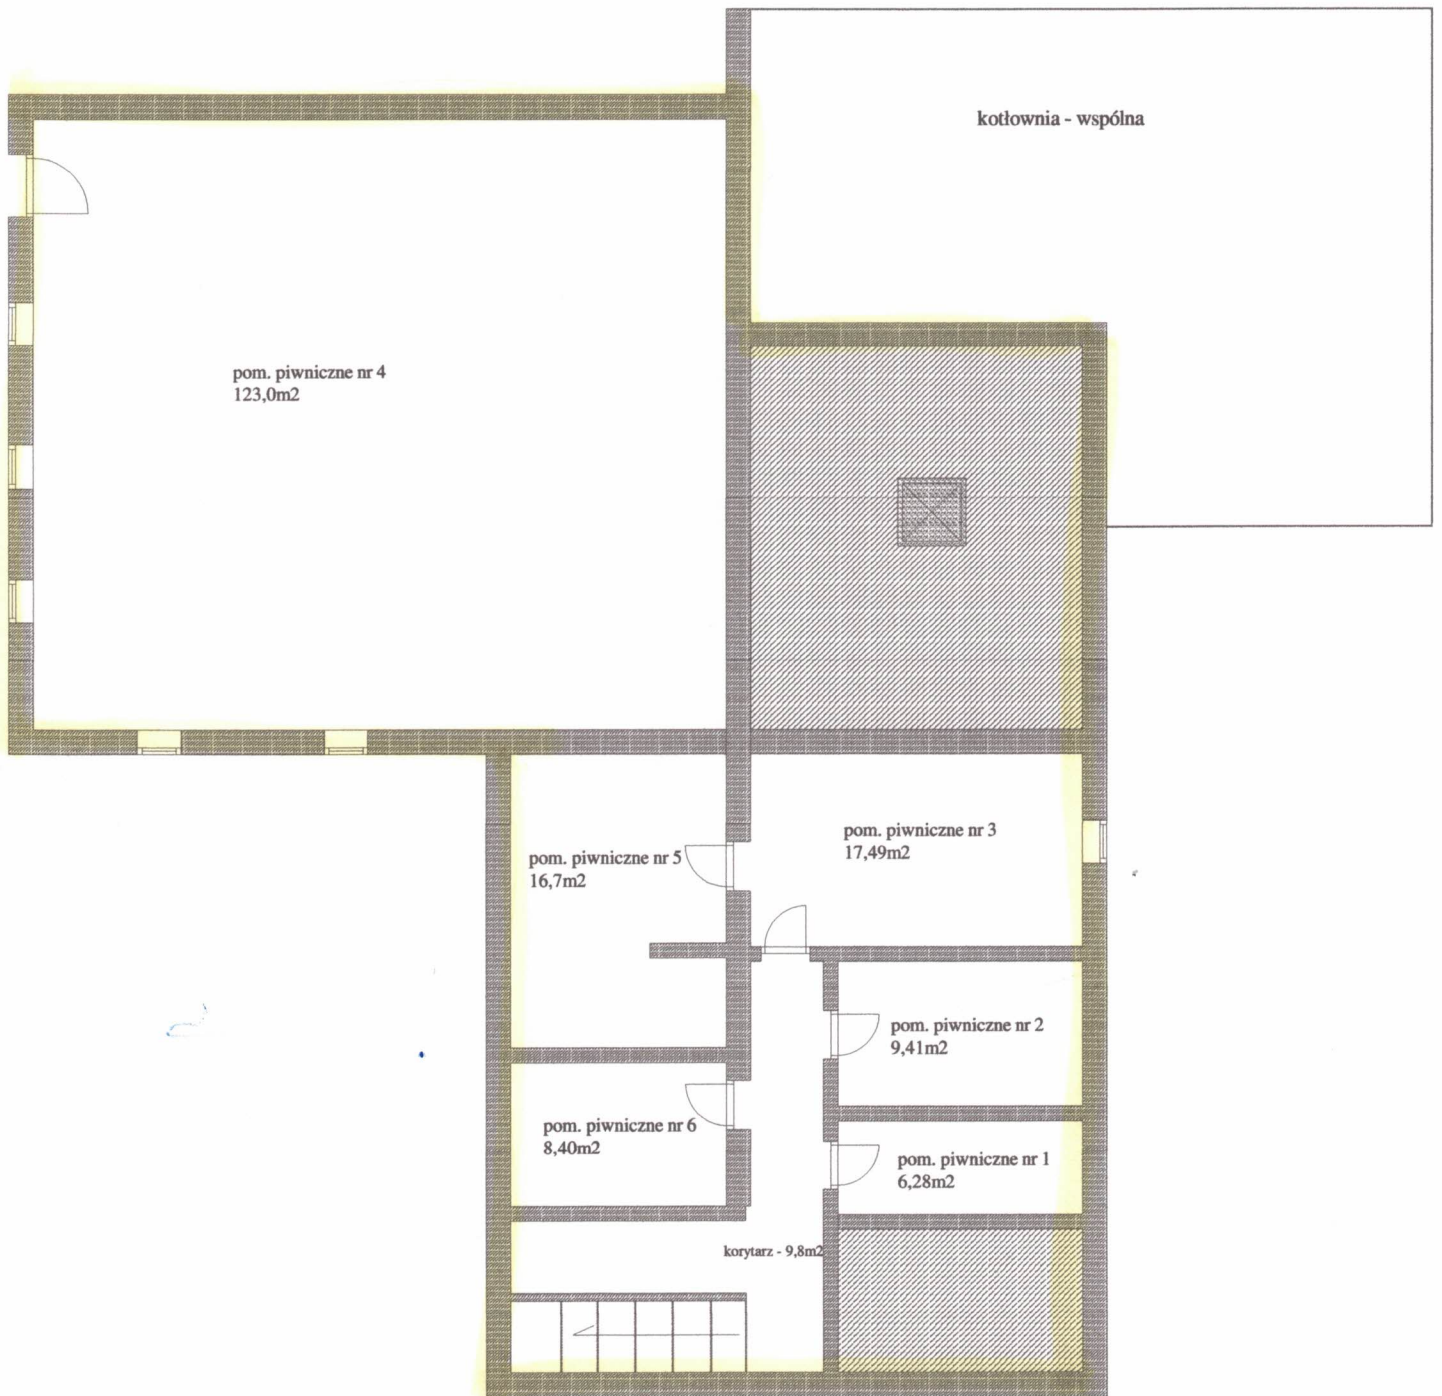 kotłownia - wspólna
pom. piwniczne nr 4
123,0m2
pom. piwniczne nr 3
17,49m2
pom. piwniczne nr 5
16,7m2
pom. piwniczne nr 2
9,41m2
pom. piwniczne nr 6
8,40m2
pom. piwniczne nr 1
6,28m2
korytarz - 9,8m2